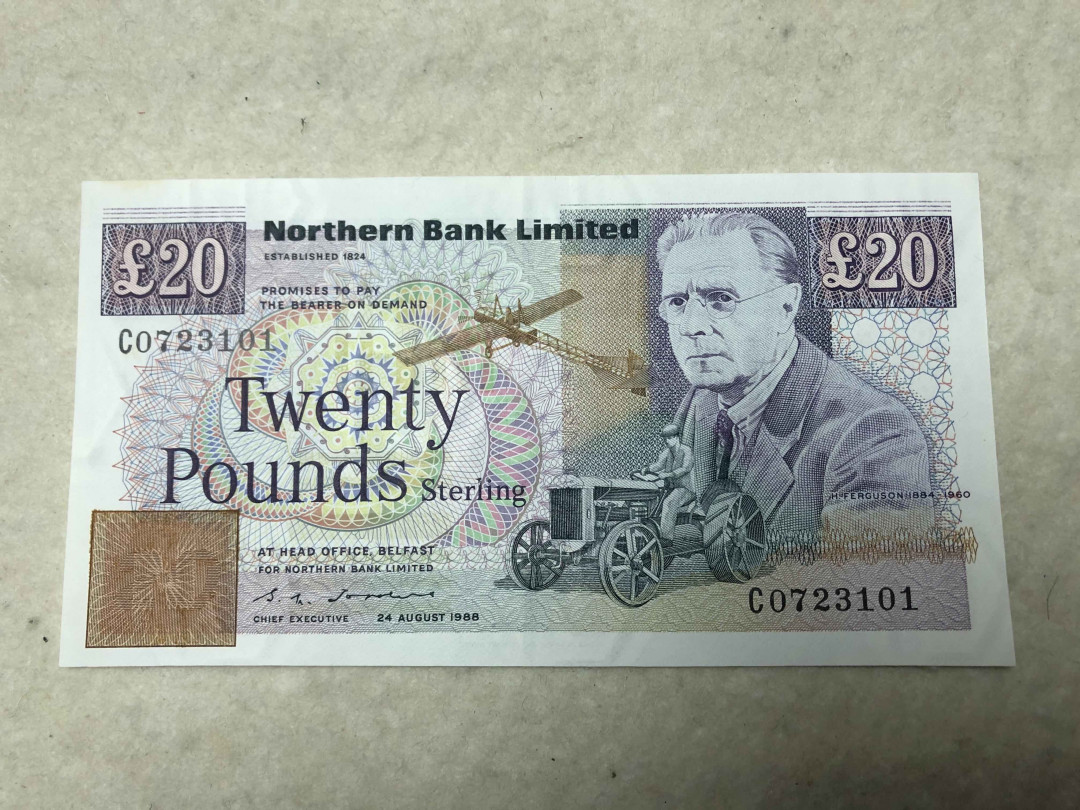 £20
Northern Bank Limited
£20
ESTABLISHED 1824
PROMISES TO PAY
THE BEARER ON DEMAND
C0723101
Twenty
Pounds Sterling
H. FERGUSON 1884-1960
AT HEAD OFFICE, BELFAST
FOR NORTHERN BANK LIMITED
CHIEF EXECUTIVE 24 AUGUST 1988
C0723101